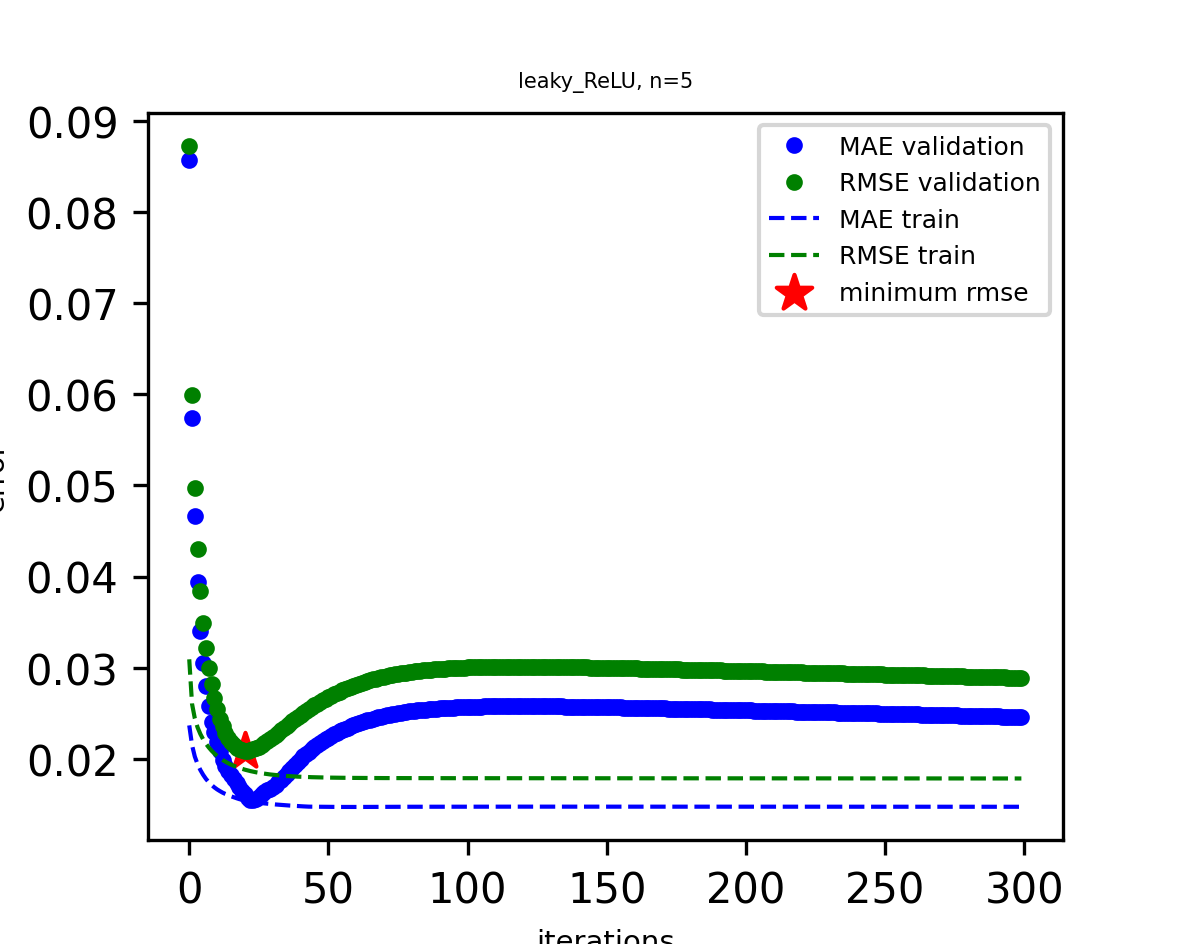 leaky_ReLU, n=5
0.09
0.08
0.07
0.06
0.05
0.04
0.03
0.02
MAE validation
RMSE validation
MAE train
RMSE train
minimum rmse
0 50 100 150 200 250 300
iterations